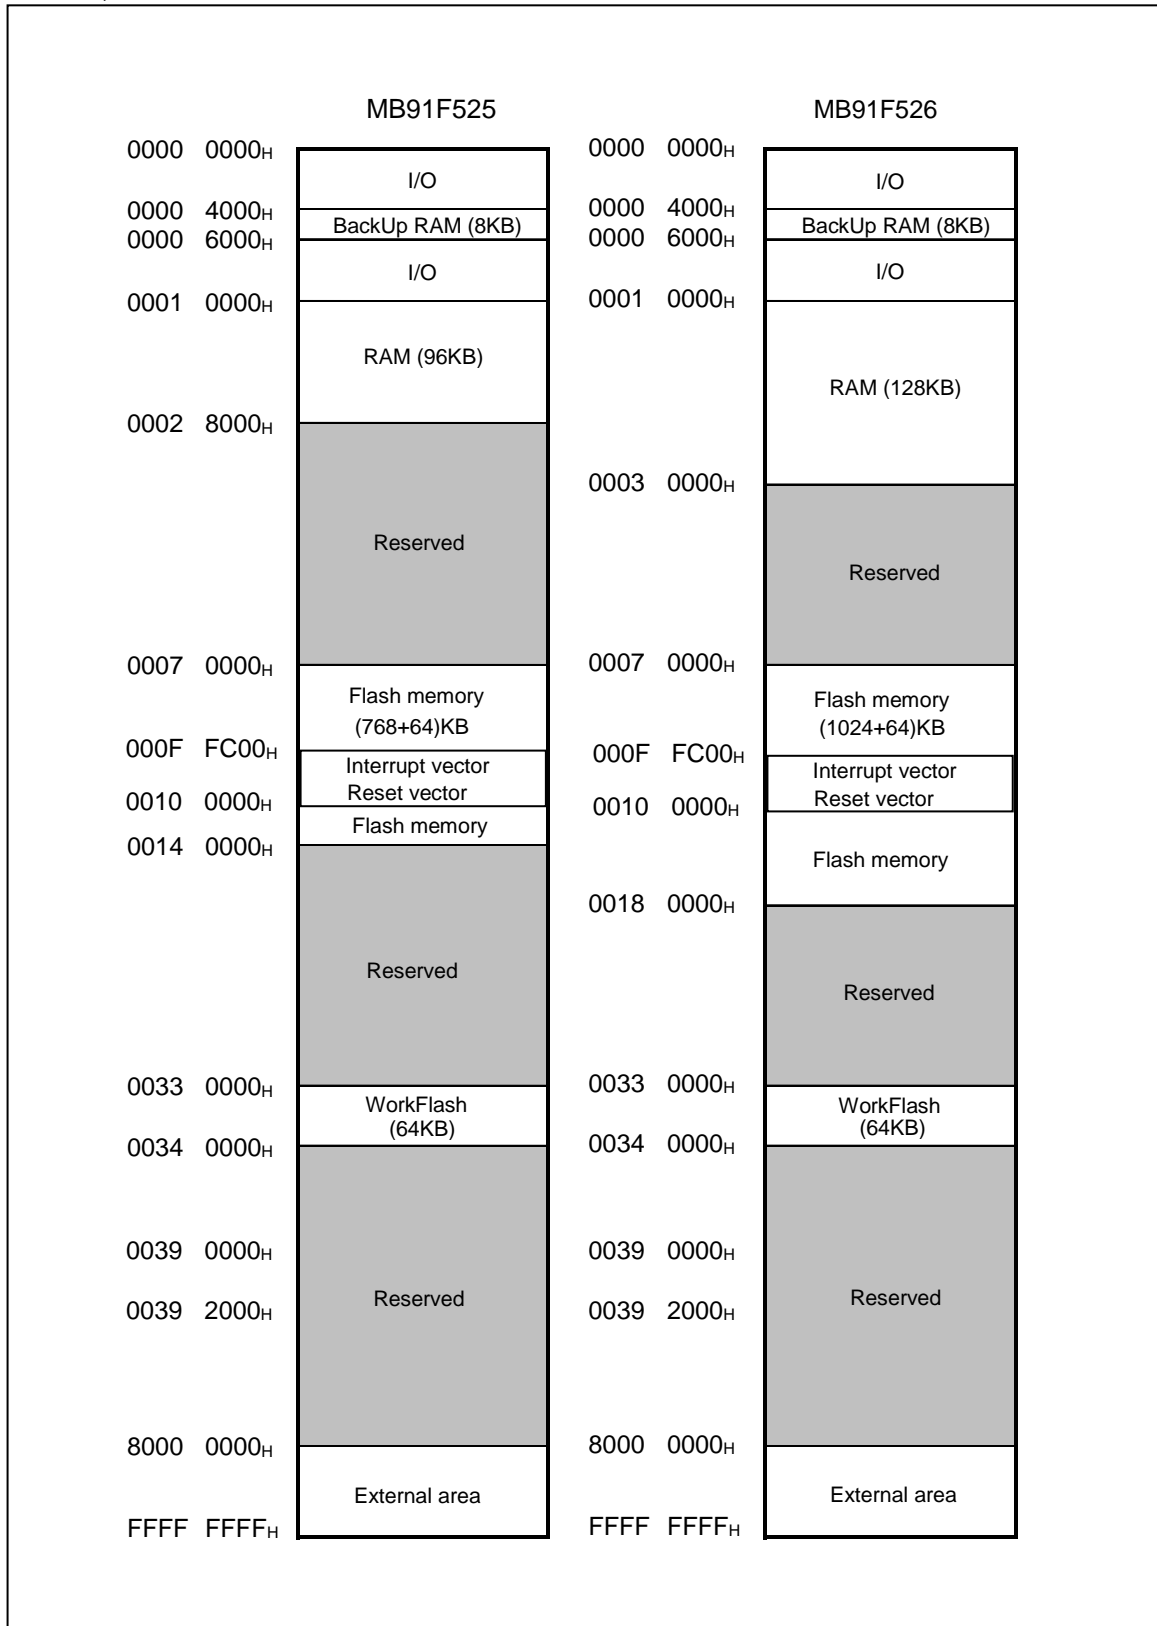 MB91F525
0000 0000H
I/O
0000 4000H
BackUp RAM (8KB)
0000 6000H
I/O
0001 0000H
RAM (96KB)
0002 8000H
Reserved
0007 0000H
Flash memory
(768+64)KB
000F FC00H
Interrupt vector
Reset vector
0010 0000H
Flash memory
0014 0000H
Reserved
0033 0000H
WorkFlash
(64KB)
0034 0000H
0039 0000H
Reserved
0039 2000H
8000 0000H
External area
FFFF FFFFH
MB91F526
0000 0000H
I/O
0000 4000H
BackUp RAM (8KB)
0000 6000H
I/O
0001 0000H
RAM (128KB)
0003 0000H
Reserved
0007 0000H
Flash memory
(1024+64)KB
000F FC00H
Interrupt vector
Reset vector
0010 0000H
Flash memory
0018 0000H
Reserved
0033 0000H
WorkFlash
(64KB)
0034 0000H
0039 0000H
Reserved
0039 2000H
8000 0000H
External area
FFFF FFFFH